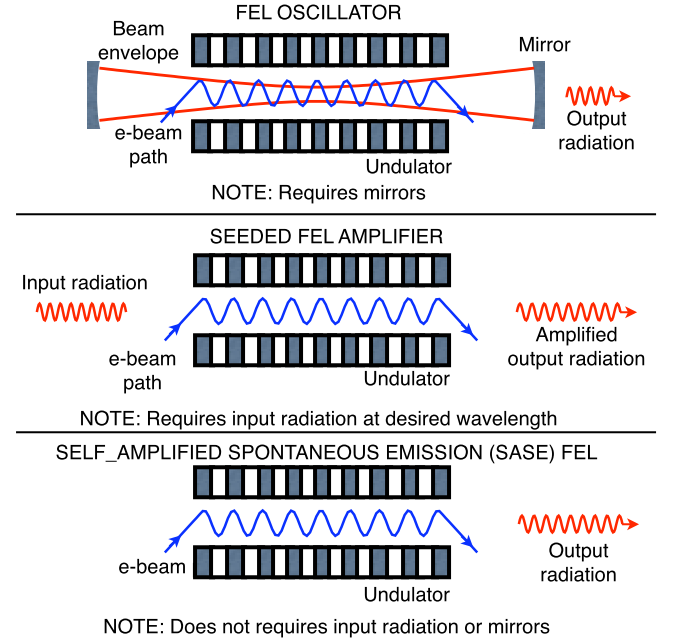 FEL OSCILLATOR
Beam
envelope
Mirror
e-beam
path
Output
radiation
Undulator
NOTE: Requires mirrors
SEEDED FEL AMPLIFIER
Input radiation
e-beam
path
Amplified
output radiation
Undulator
NOTE: Requires input radiation at desired wavelength
SELF_AMPLIFIED SPONTANEOUS EMISSION (SASE) FEL
e-beam
Output
radiation
Undulator
NOTE: Does not requires input radiation or mirrors